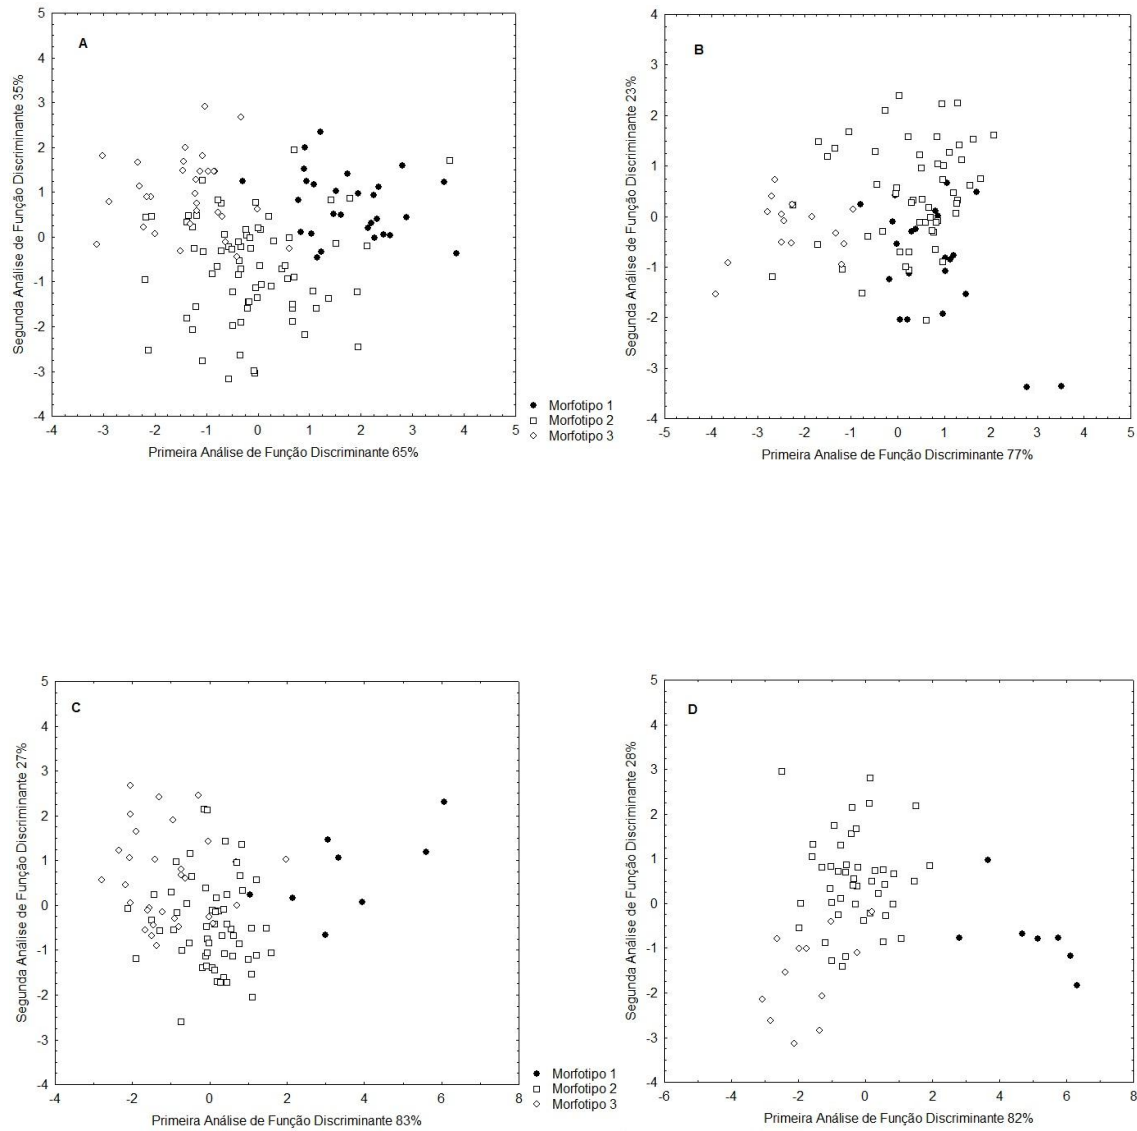 A
5
4
3
2
1
0
-1
-2
-3
-4
-4 -3 -2 -1 0 1 2 3 4 5
Segunda Análise de Função Discriminante 35%
Primeira Análise de Função Discriminante 65%
Morfotipo 1
Morfotipo 2
Morfotipo 3
B
4
3
2
1
0
-1
-2
-3
-4
-5 -4 -3 -2 -1 0 1 2 3 4 5
Segunda Análise de Função Discriminante 23%
Primeira Analise de Função Discriminante 77%
C
5
4
3
2
1
0
-1
-2
-3
-4
-4 -2 0 2 4 6 8
Segunda Análise de Função Discriminante 27%
Primeira Análise de Função Discriminante 83%
Morfotipo 1
Morfotipo 2
Morfotipo 3
D
5
4
3
2
1
0
-1
-2
-3
-4
-6 -4 -2 0 2 4 6 8
Segunda Análise de Função Discriminante 28%
Primeira Análise de Função Discriminante 82%